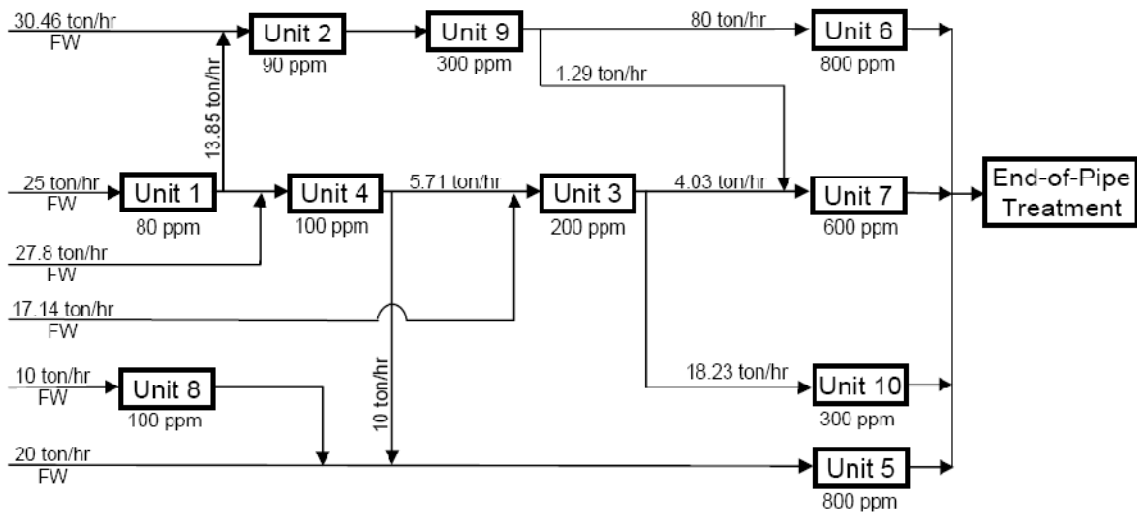 30.46 ton/hr
FW
Unit 2
90 ppm
Unit 9
300 ppm
80 ton/hr
Unit 6
800 ppm
1.29 ton/hr
13.85 ton/hr
25 ton/hr
FW
Unit 1
80 ppm
Unit 4
100 ppm
5.71 ton/hr
Unit 3
200 ppm
4.03 ton/hr
Unit 7
600 ppm
End-of-Pipe
Treatment
27.8 ton/hr
FW
17.14 ton/hr
FW
10 ton/hr
FW
Unit 8
100 ppm
10 ton/hr
18.23 ton/hr
Unit 10
300 ppm
20 ton/hr
FW
Unit 5
800 ppm